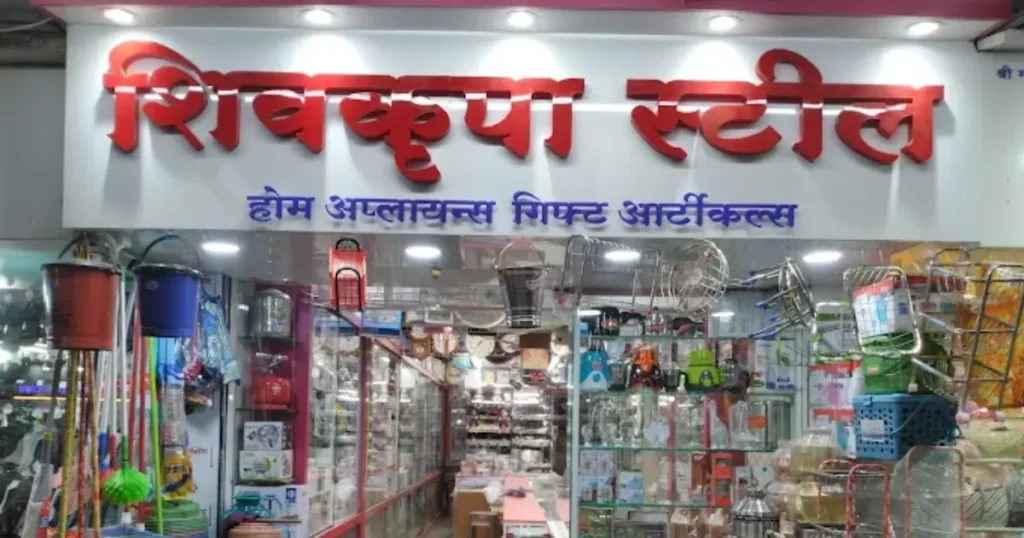 शिवकृपा स्टील
होम अप्लायन्स गिफ्ट आर्टीकल्स
श्री